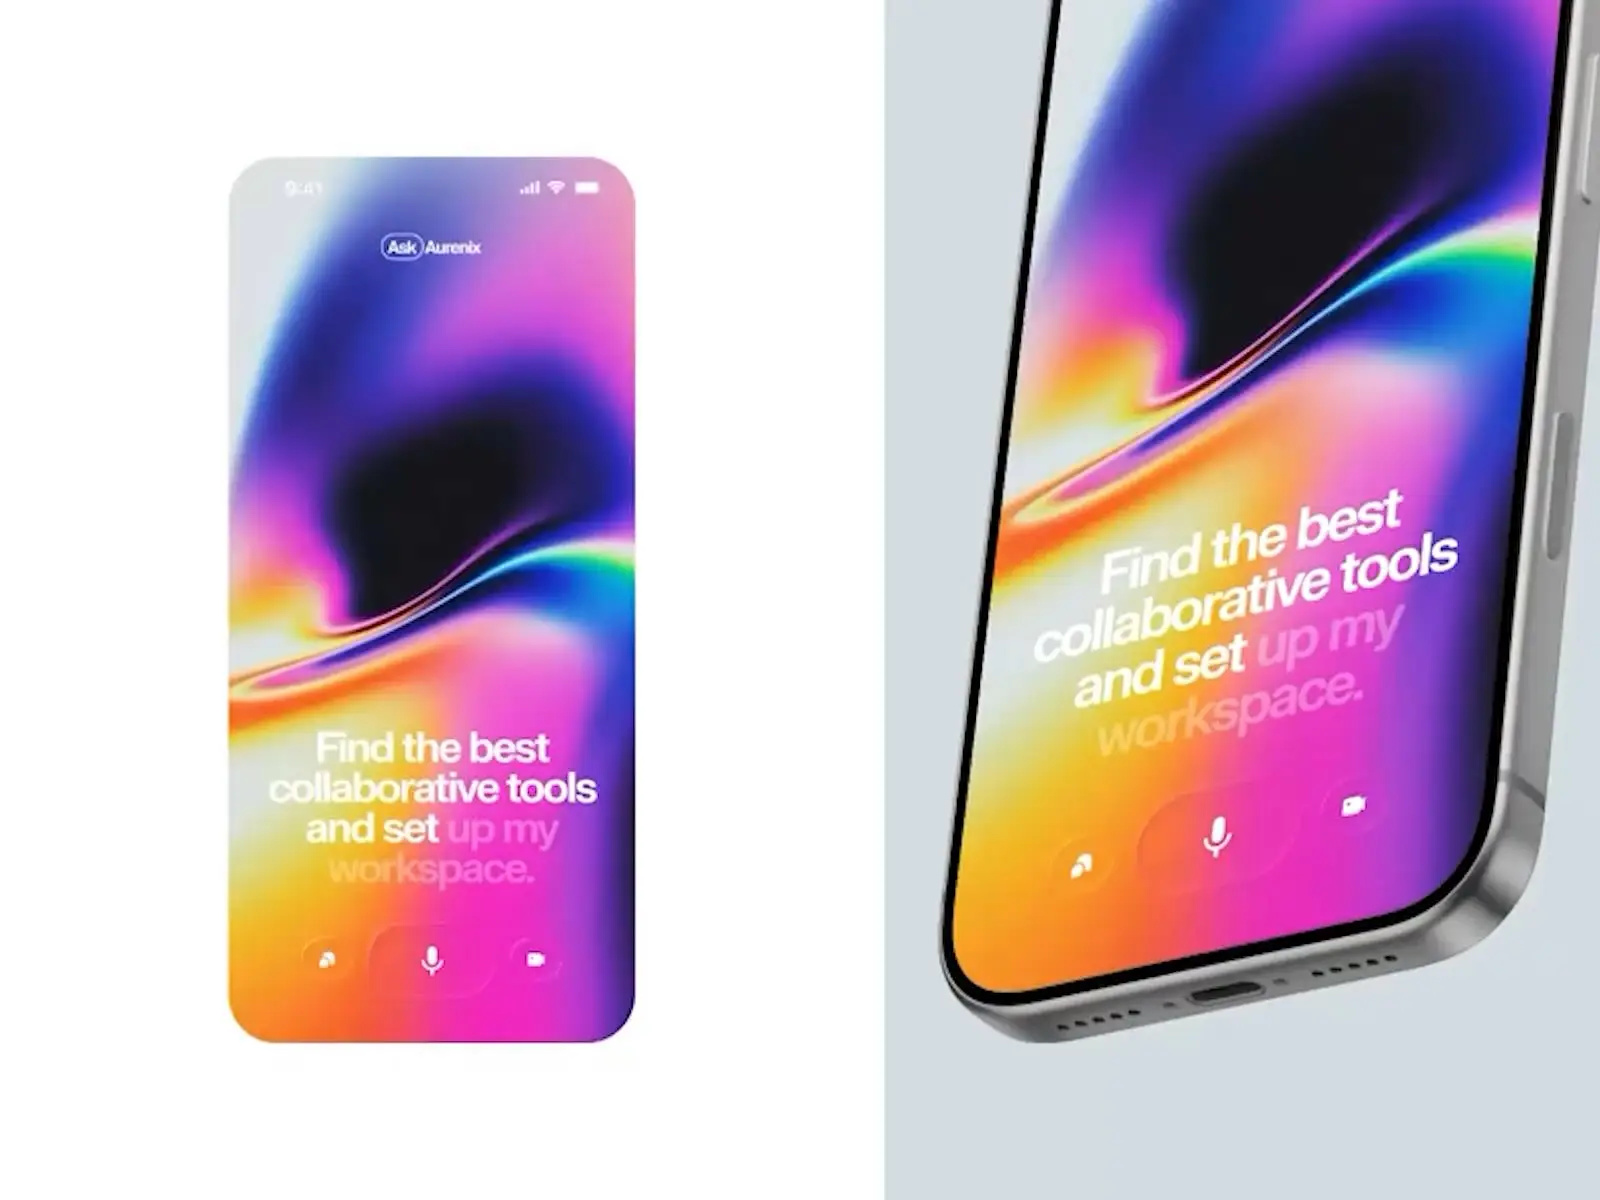 9:41
Ask Aurenix
Find the best
collaborative tools
and set up my
workspace.
Find the best
collaborative tools
and set up my
workspace.